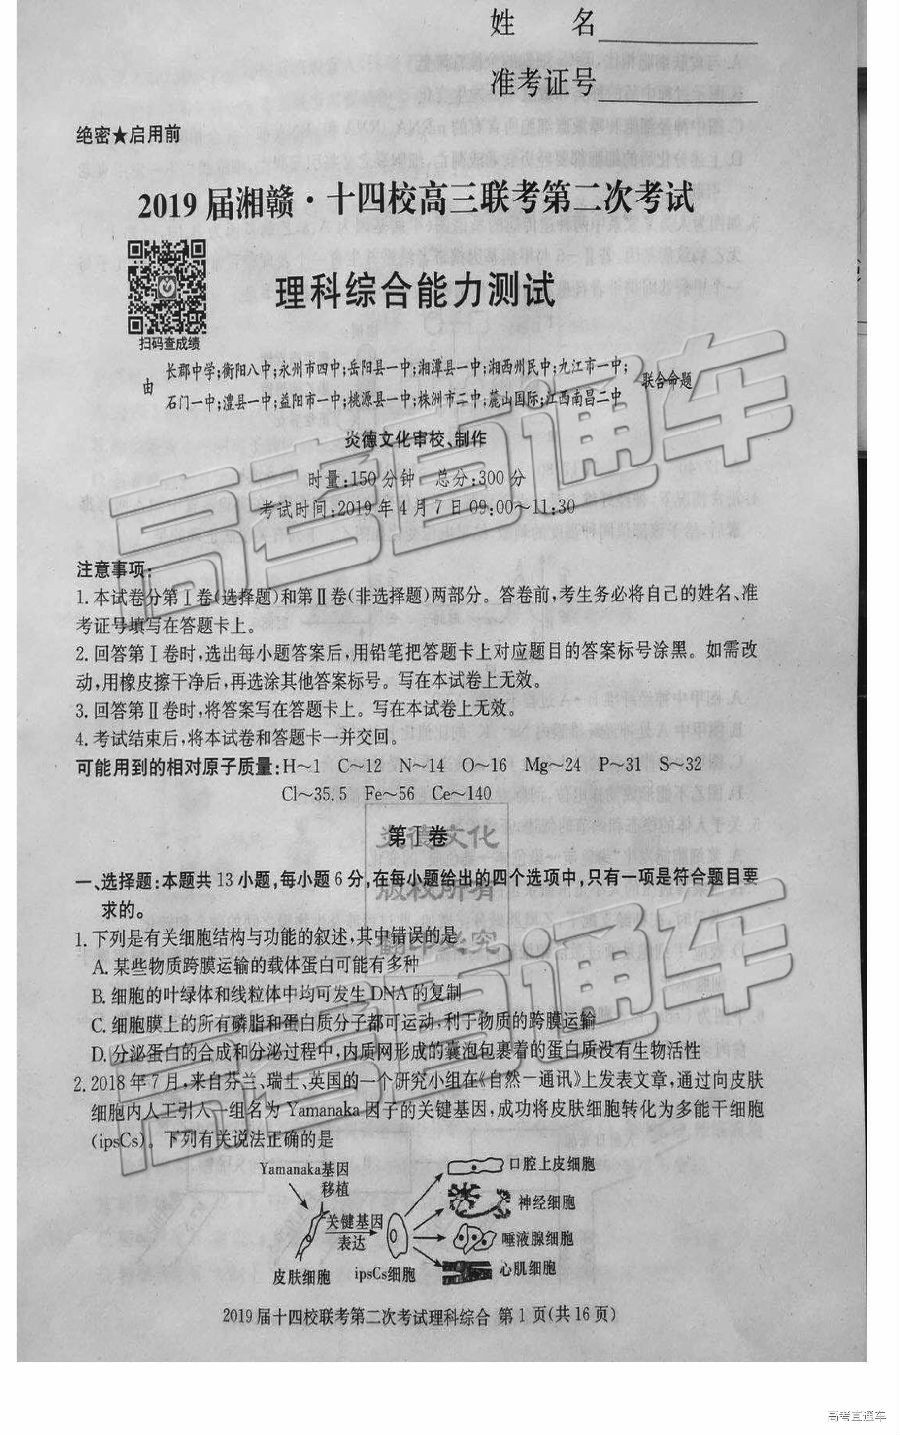 姓　名
准考证号
绝密★启用前
2019届湘赣·十四校高三联考第二次考试
理科综合能力测试
扫码查成绩
由 长郡中学;衡阳八中;永州市四中;岳阳县一中;湘潭县一中;湘西州民中;九江市一中;
石门一中;澧县一中;益阳市一中;桃源县一中;株洲市二中;麓山国际;江西南昌二中 联合命题
炎德文化审校、制作
时量:150分钟　总分:300分
考试时间:2019年4月7日09:00~11:30
注意事项:
1.本试卷分第Ⅰ卷(选择题)和第Ⅱ卷(非选择题)两部分。答卷前,考生务必将自己的姓名、准
考证号填写在答题卡上。
2.回答第Ⅰ卷时,选出每小题答案后,用铅笔把答题卡上对应题目的答案标号涂黑。如需改
动,用橡皮擦干净后,再选涂其他答案标号。写在本试卷上无效。
3.回答第Ⅱ卷时,将答案写在答题卡上。写在本试卷上无效。
4.考试结束后,将本试卷和答题卡一并交回。
可能用到的相对原子质量:H~1　C~12　N~14　O~16　Mg~24　P~31　S~32
Cl~35.5　Fe~56　Ce~140
第Ⅰ卷
炎德文化
版权所有
翻印必究
一、选择题:本题共13小题,每小题6分,在每小题给出的四个选项中,只有一项是符合题目要
求的。
1.下列是有关细胞结构与功能的叙述,其中错误的是
A.某些物质跨膜运输的载体蛋白可能有多种
B.细胞的叶绿体和线粒体中均可发生DNA的复制
C.细胞膜上的所有磷脂和蛋白质分子都可运动,利于物质的跨膜运输
D.分泌蛋白的合成和分泌过程中,内质网形成的囊泡包裹着的蛋白质没有生物活性
2.2018年7月,来自芬兰、瑞士、英国的一个研究小组在《自然-通讯》上发表文章,通过向皮肤
细胞内人工引入一组名为Yamanaka因子的关键基因,成功将皮肤细胞转化为多能干细胞
(ipsCs)。下列有关说法正确的是
Yamanaka基因
移植
关键基因
表达
皮肤细胞
ipsCs细胞
口腔上皮细胞
神经细胞
唾液腺细胞
心肌细胞
2019届十四校联考第二次考试理科综合 第1页(共16页)
高考直通车
高考直通车
高考直通车